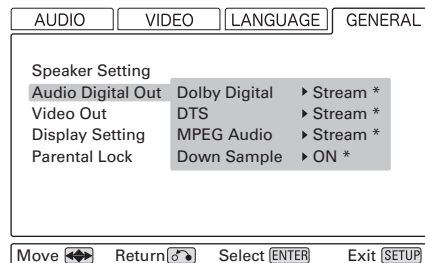 AUDIO VIDEO LANGUAGE GENERAL
Speaker Setting
Audio Digital Out Dolby Digital Stream *
Video Out DTS Stream *
Display Setting MPEG Audio Stream *
Parental Lock Down Sample ON *
Move Return Select ENTER Exit SETUP